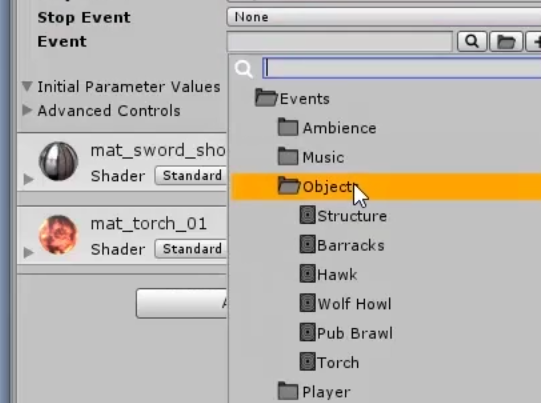 Stop Event
None
Event
Initial Parameter Values
Advanced Controls
Events
Ambience
mat_sword_sho
Music
Shader
Standard
Objects
Structure
mat_torch_01
Barracks
Shader
Standard
Hawk
Wolf Howl
Pub Brawl
Torch
Player